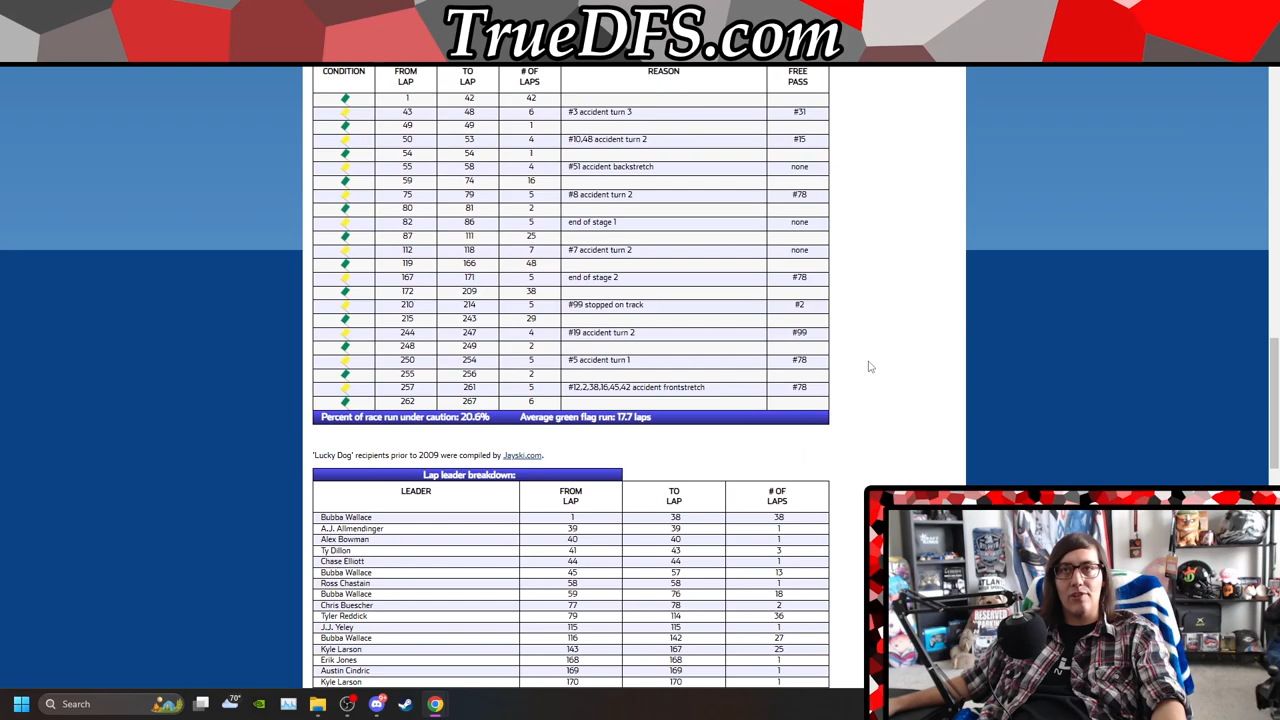 TrueDFS.com
CONDITION FROM LAP TO LAP # OF LAPS REASON FREE PASS
1 42 42
43 48 6 #3 accident turn 3 #31
49 49 1
50 53 4 #10,48 accident turn 2 #15
54 54 1
55 58 4 #51 accident backstretch none
59 74 16
75 79 5 #8 accident turn 2 #78
80 81 2
82 86 5 end of stage 1 none
87 111 25
112 118 7 #7 accident turn 2 none
119 166 48
167 171 5 end of stage 2 #78
172 209 38
210 214 5 #99 stopped on track #2
215 243 29
244 247 4 #19 accident turn 2 #99
248 249 2
250 254 5 #5 accident turn 1 #78
255 256 2
257 261 5 #12,2,38,16,45,42 accident frontstretch #78
262 267 6
Percent of race run under caution: 20.6% Average green flag run: 17.7 laps
'Lucky Dog' recipients prior to 2009 were compiled by Jayski.com.
Lap leader breakdown:
LEADER FROM LAP TO LAP # OF LAPS
Bubba Wallace 1 38 38
A.J. Allmendinger 39 39 1
Alex Bowman 40 40 1
Ty Dillon 41 43 3
Chase Elliott 44 44 1
Bubba Wallace 45 57 13
Ross Chastain 58 58 1
Bubba Wallace 59 76 18
Chris Buescher 77 78 2
Tyler Reddick 79 114 36
J.J. Yeley 115 115 1
Bubba Wallace 116 142 27
Kyle Larson 143 167 25
Erik Jones 168 168 1
Austin Cindric 169 169 1
Kyle Larson 170 170 1
ATLANTA
RESERVED PARKING
Search
70°